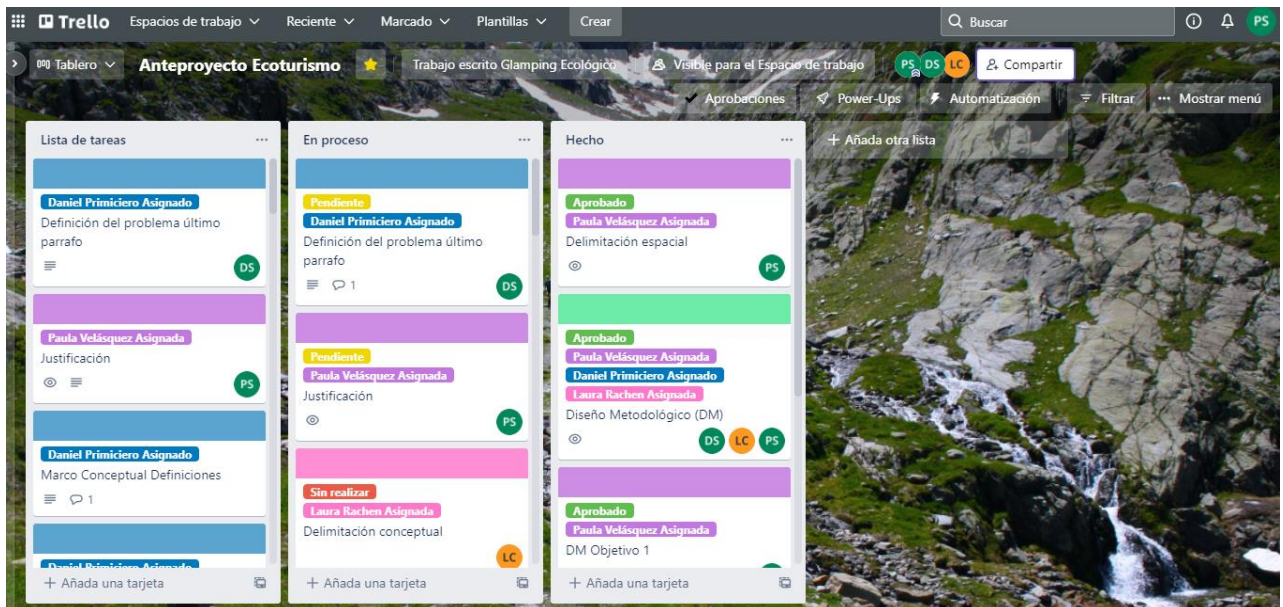 Trello Espacios de trabajo Reciente Marcado Plantillas Crear Buscar PS
Tablero Anteproyecto Ecoturismo Trabajo escrito Glamping Ecológico Visible para el Espacio de trabajo PS DS LC Compartir
Aprobaciones Power-Ups Automatización Filtrar Mostrar menú
Lista de tareas
Daniel Primiciero Asignado
Definición del problema último
parrafo
DS
Paula Velásquez Asignada
Justificación
PS
Daniel Primiciero Asignado
Marco Conceptual Definiciones
1
Daniel Primiciero Asignado
+ Añada una tarjeta
En proceso
Pendiente
Daniel Primiciero Asignado
Definición del problema último
parrafo
1
DS
Pendiente
Paula Velásquez Asignada
Justificación
PS
Sin realizar
Laura Rachen Asignada
Delimitación conceptual
LC
+ Añada una tarjeta
Hecho
Aprobado
Paula Velásquez Asignada
Delimitación espacial
PS
Aprobado
Paula Velásquez Asignada
Daniel Primiciero Asignado
Laura Rachen Asignada
Diseño Metodológico (DM)
DS LC PS
Aprobado
Paula Velásquez Asignada
DM Objetivo 1
+ Añada una tarjeta
+ Añada otra lista